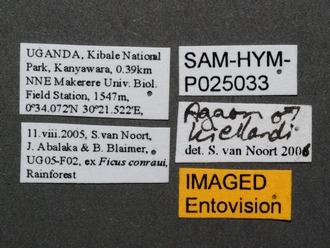 UGANDA, Kibale National
Park, Kanyawara, 0.39km
NNE Makerere Univ. Biol.
Field Station, 1547m,
0°34.072'N 30°21.522'E,
11.viii.2005, S.van Noort,
J. Abalaka & B. Blaimer,
UG05-F02, ex Ficus conraui,
Rainforest
SAM-HYM-
P025033
Agaon ♂
kiellandi
det. S. van Noort 2006
IMAGED
Entovision